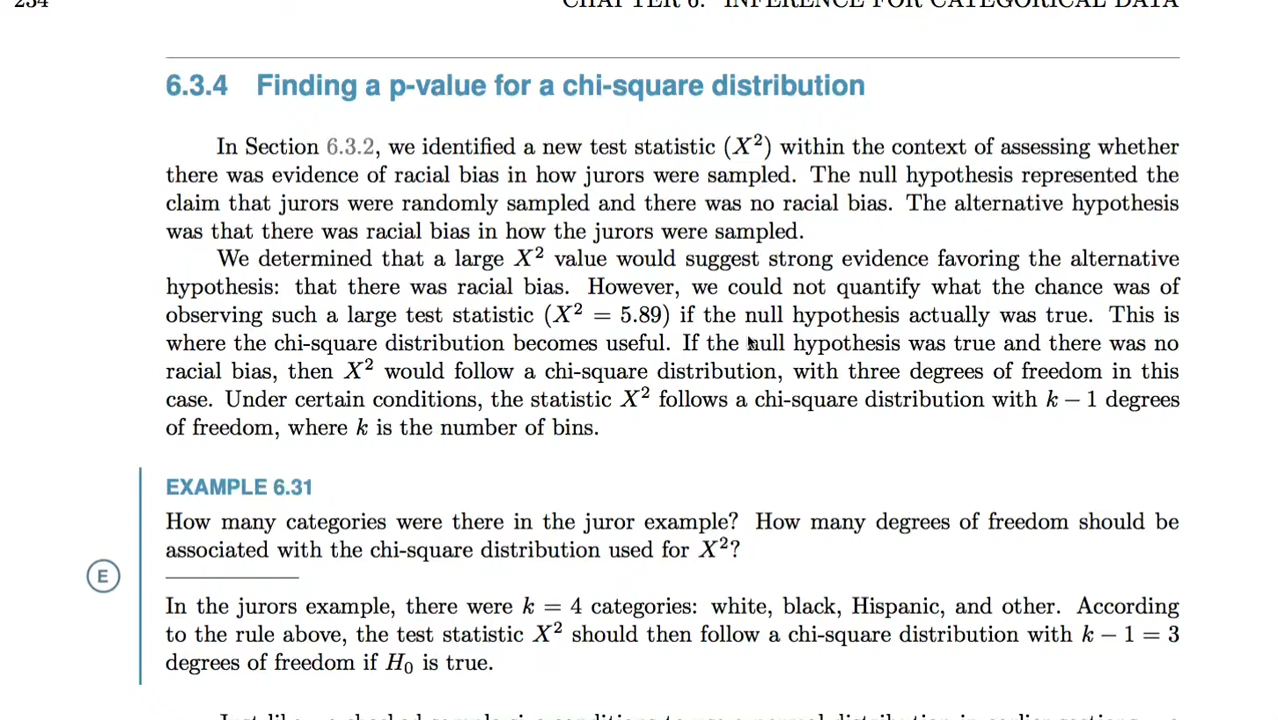 234
CHAPTER 6. INFERENCE FOR CATEGORICAL DATA
6.3.4 Finding a p-value for a chi-square distribution
In Section 6.3.2, we identified a new test statistic (X²) within the context of assessing whether
there was evidence of racial bias in how jurors were sampled. The null hypothesis represented the
claim that jurors were randomly sampled and there was no racial bias. The alternative hypothesis
was that there was racial bias in how the jurors were sampled.
We determined that a large X² value would suggest strong evidence favoring the alternative
hypothesis: that there was racial bias. However, we could not quantify what the chance was of
observing such a large test statistic (X² = 5.89) if the null hypothesis actually was true. This is
where the chi-square distribution becomes useful. If the null hypothesis was true and there was no
racial bias, then X² would follow a chi-square distribution, with three degrees of freedom in this
case. Under certain conditions, the statistic X² follows a chi-square distribution with k − 1 degrees
of freedom, where k is the number of bins.
EXAMPLE 6.31
How many categories were there in the juror example? How many degrees of freedom should be
associated with the chi-square distribution used for X²?
E
In the jurors example, there were k = 4 categories: white, black, Hispanic, and other. According
to the rule above, the test statistic X² should then follow a chi-square distribution with k − 1 = 3
degrees of freedom if H₀ is true.